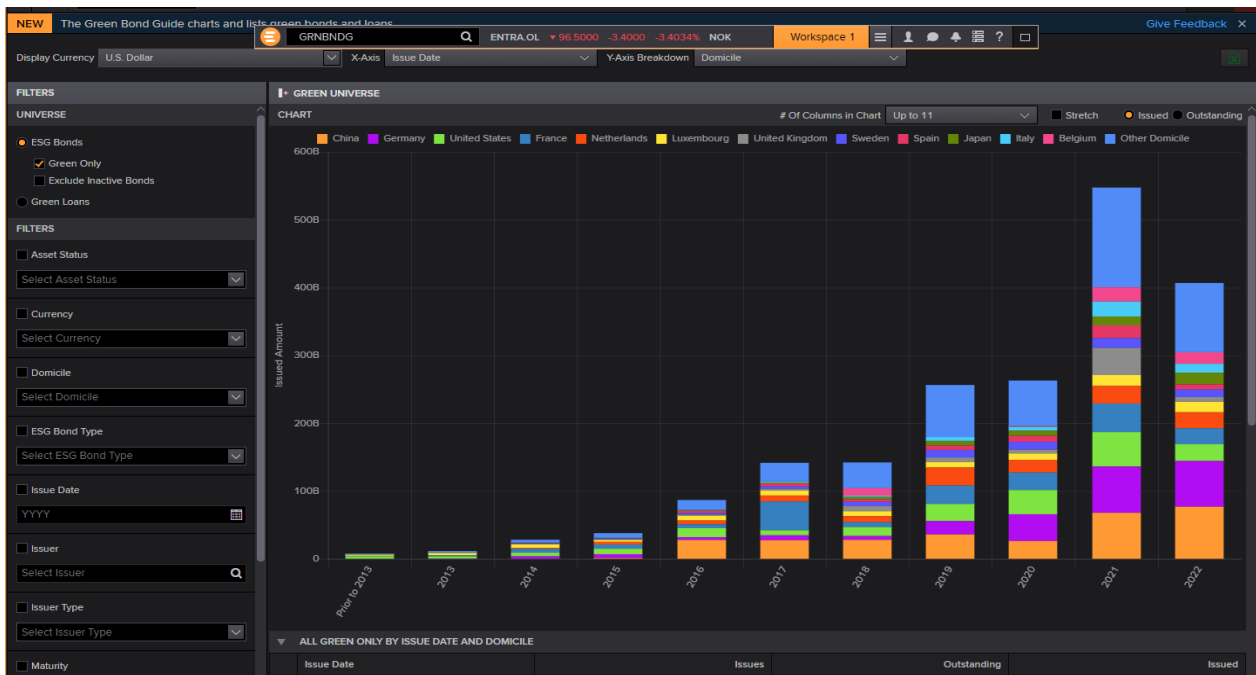 NEW The Green Bond Guide charts and lists green bonds and loans Give Feedback ×
GRNBNDG ENTRA.OL ▼ 96.5000 -3.4000 -3.4034% NOK Workspace 1 ?
Display Currency U.S. Dollar X-Axis Issue Date Y-Axis Breakdown Domicile
FILTERS
UNIVERSE
ESG Bonds
Green Only
Exclude Inactive Bonds
Green Loans
FILTERS
Asset Status
Select Asset Status
Currency
Select Currency
Domicile
Select Domicile
ESG Bond Type
Select ESG Bond Type
Issue Date
YYYY
Issuer
Select Issuer
Issuer Type
Select Issuer Type
Maturity
GREEN UNIVERSE
CHART # Of Columns in Chart Up to 11 Stretch Issued Outstanding
China Germany United States France Netherlands Luxembourg United Kingdom Sweden Spain Japan Italy Belgium Other Domicile
600B
500B
400B
300B
200B
100B
0
Issued Amount
Prior to 2013 2013 2014 2015 2016 2017 2018 2019 2020 2021 2022
ALL GREEN ONLY BY ISSUE DATE AND DOMICILE
Issue Date Issues Outstanding Issued